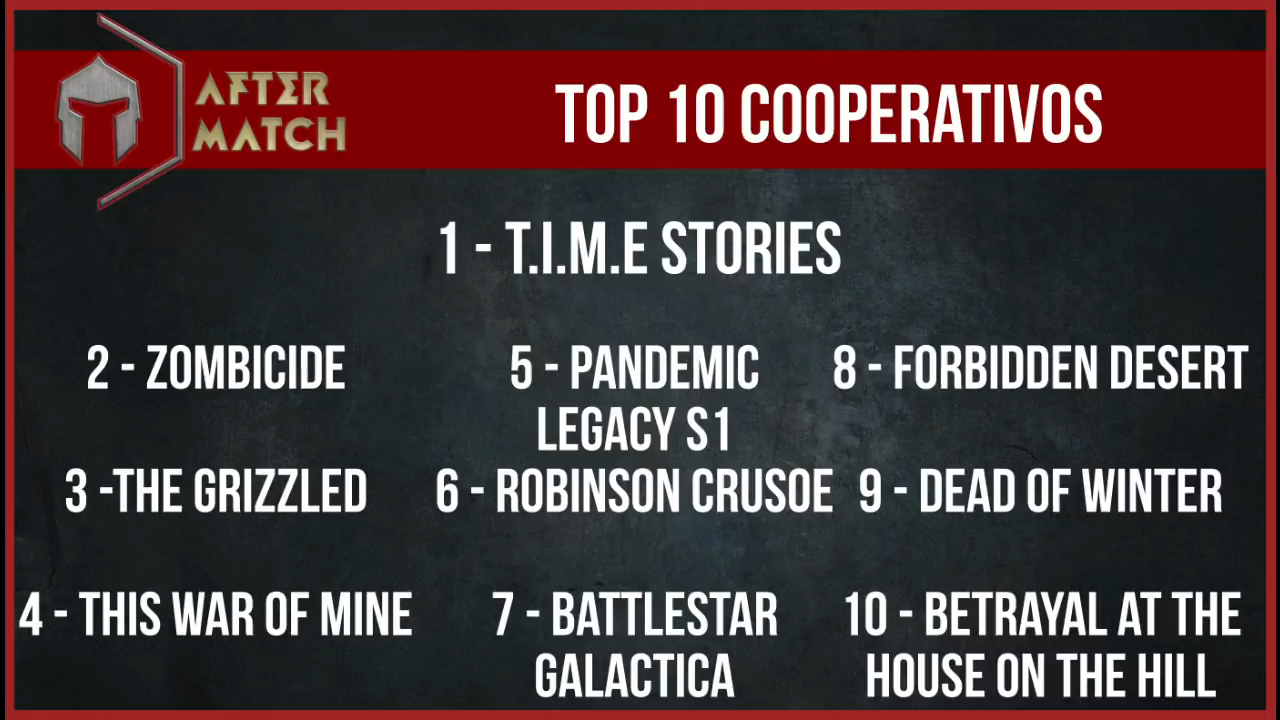 AFTER
MATCH
TOP 10 COOPERATIVOS
1 - T.I.M.E STORIES
2 - ZOMBICIDE
3 -THE GRIZZLED
4 - THIS WAR OF MINE
5 - PANDEMIC
LEGACY S1
6 - ROBINSON CRUSOE
7 - BATTLESTAR
GALACTICA
8 - FORBIDDEN DESERT
9 - DEAD OF WINTER
10 - BETRAYAL AT THE
HOUSE ON THE HILL